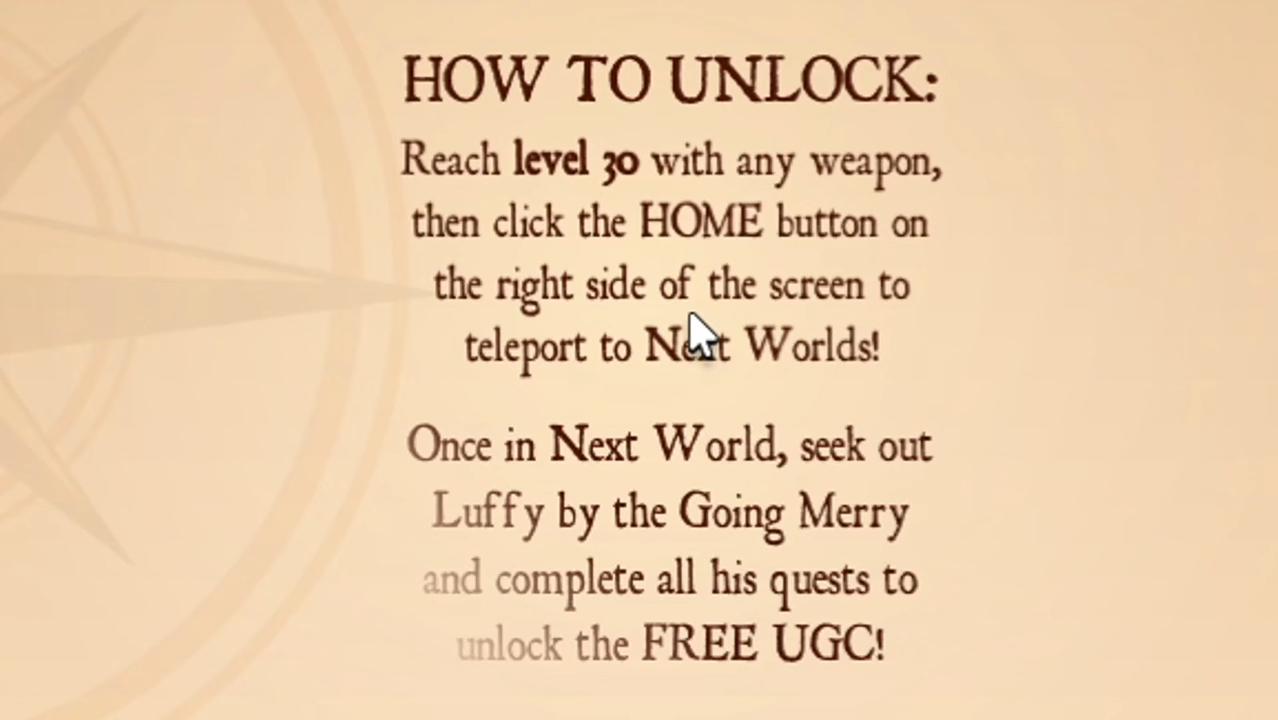 HOW TO UNLOCK:
Reach level 30 with any weapon,
then click the HOME button on
the right side of the screen to
teleport to Next Worlds!
Once in Next World, seek out
Luffy by the Going Merry
and complete all his quests to
unlock the FREE UGC!